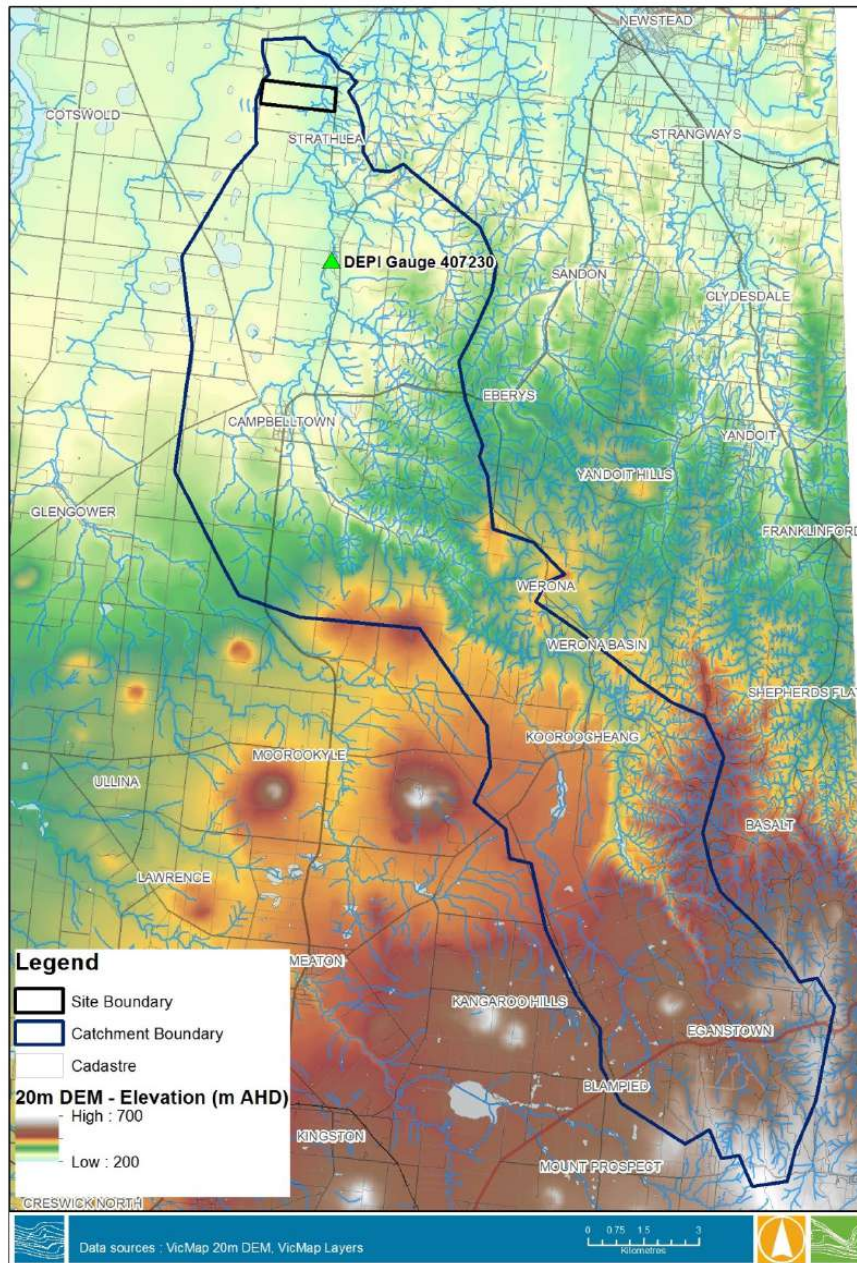 NEWSTEAD
COTSWOLD
STRANGWAYS
STRATHLEA
DEPI Gauge 407230
SANDON
CLYDESDALE
EBERYS
CAMPBELLTOWN
YANDOIT
YANDOIT HILLS
GLENGOWER
FRANKLINFORD
WERONA
WERONA BASIN
SHEPHERDS FLAT
KOOROOCHEANG
MOOROOKYLE
ULLINA
BASALT
LAWRENCE
Legend
Site Boundary
Catchment Boundary
Cadastre
20m DEM - Elevation (m AHD)
High : 700
Low : 200
MEATON
KANGAROO HILLS
EGANSTOWN
BLAMPIED
KINGSTON
MOUNT PROSPECT
CRESWICK NORTH
Data sources : VicMap 20m DEM, VicMap Layers
0 0.75 1.5 3
Kilometres